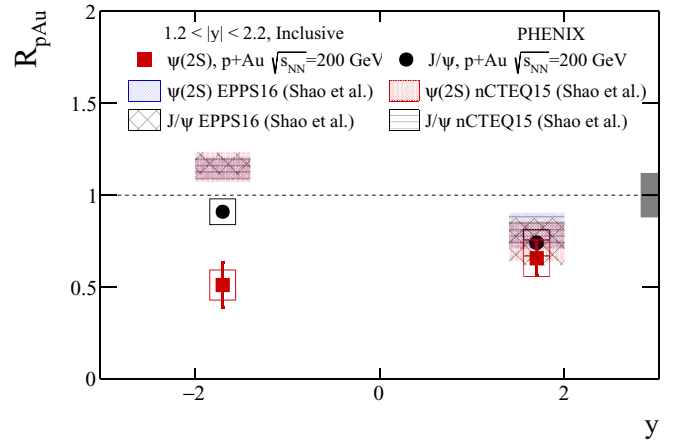 2
1.2 < |y| < 2.2, Inclusive PHENIX
ψ(2S), p+Au √s_NN=200 GeV J/ψ, p+Au √s_NN=200 GeV
ψ(2S) EPPS16 (Shao et al.) ψ(2S) nCTEQ15 (Shao et al.)
J/ψ EPPS16 (Shao et al.) J/ψ nCTEQ15 (Shao et al.)
R_pAu
1.5
1
0.5
0
−2 0 2
y